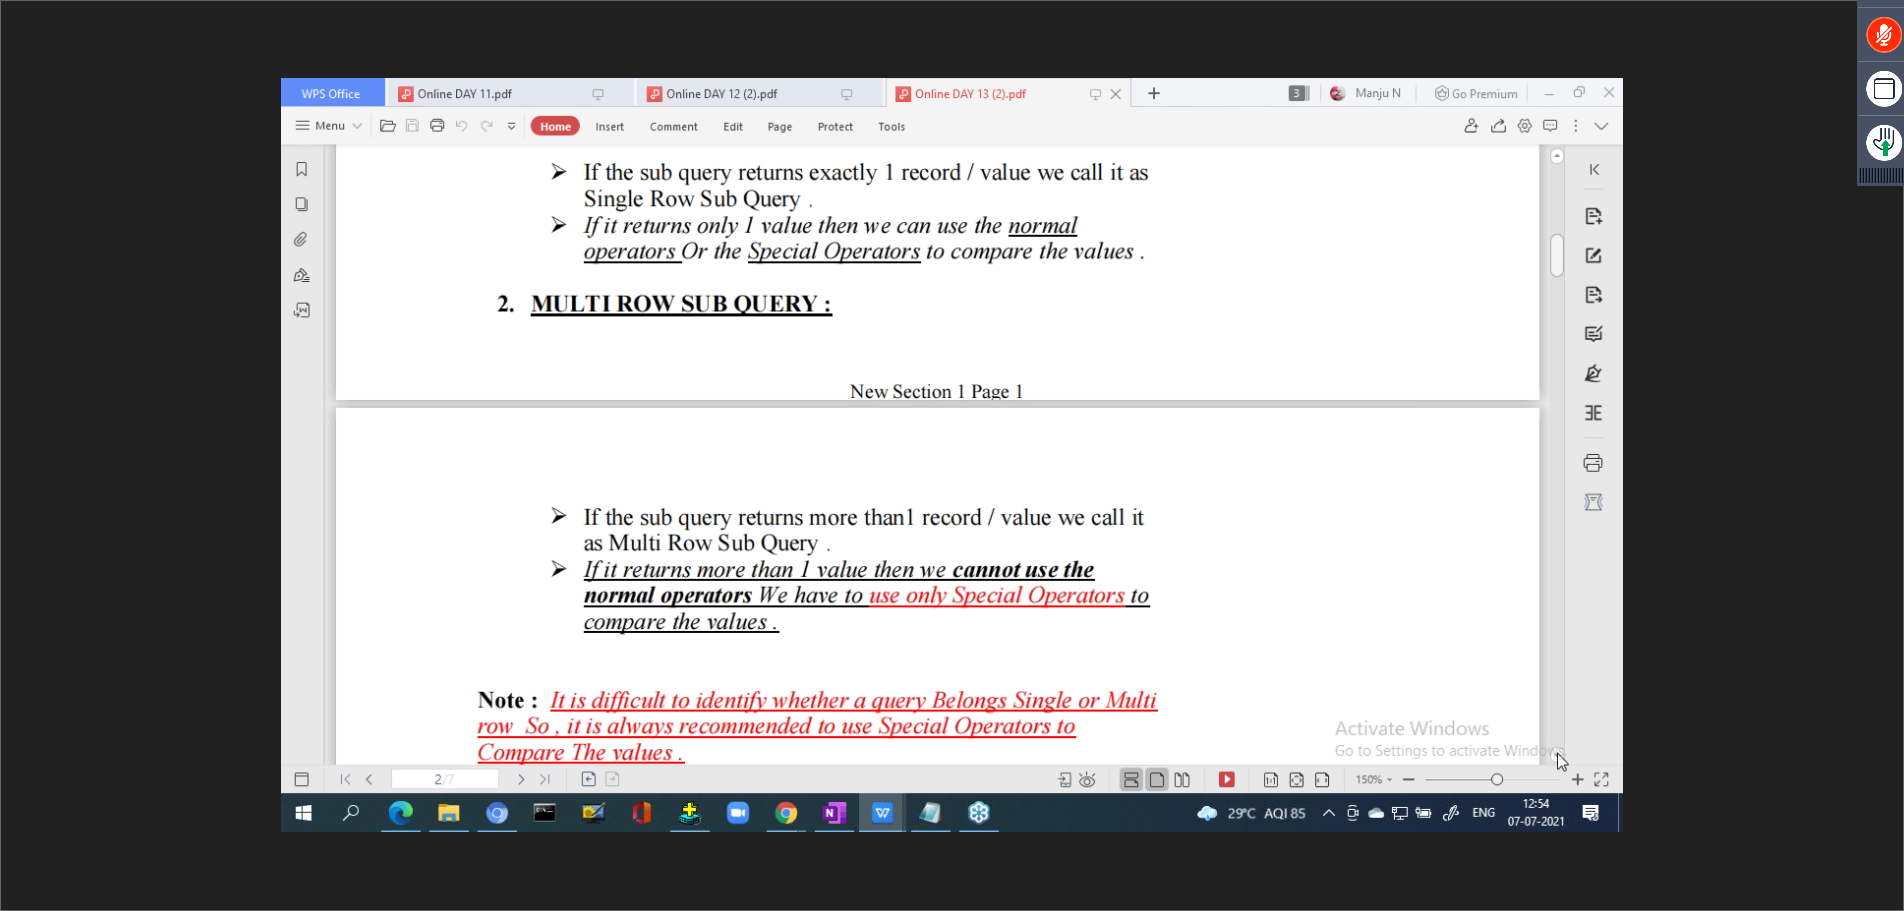 WPS Office
Online DAY 11.pdf
Online DAY 12 (2).pdf
Online DAY 13 (2).pdf
3
Manju N
Go Premium
Menu
Home
Insert
Comment
Edit
Page
Protect
Tools
If the sub query returns exactly 1 record / value we call it as
Single Row Sub Query .
If it returns only 1 value then we can use the normal
operators Or the Special Operators to compare the values .
2. MULTI ROW SUB QUERY :
New Section 1 Page 1
If the sub query returns more than1 record / value we call it
as Multi Row Sub Query .
If it returns more than 1 value then we cannot use the
normal operators We have to use only Special Operators to
compare the values .
Note : It is difficult to identify whether a query Belongs Single or Multi
row So , it is always recommended to use Special Operators to
Compare The values .
Activate Windows
Go to Settings to activate Windows
2/7
150%
29°C AQI 85
ENG
12:54
07-07-2021